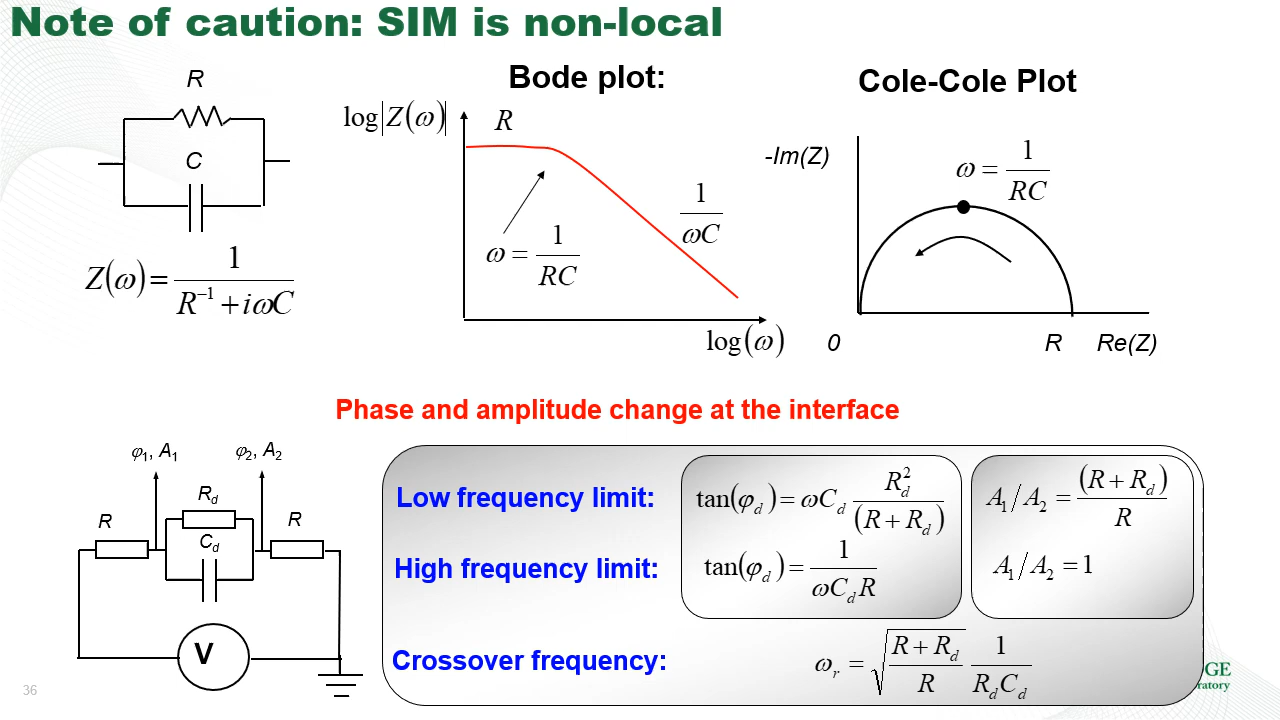 Note of caution: SIM is non-local
R
C
Z(ω) = 1 / (R⁻¹ + iωC)
Bode plot:
log|Z(ω)|
R
1/ωC
ω = 1/RC
log(ω)
Cole-Cole Plot
-Im(Z)
ω = 1/RC
0
R
Re(Z)
Phase and amplitude change at the interface
φ₁, A₁
φ₂, A₂
R_d
R
R
C_d
V
Low frequency limit: tan(φ_d) = ωC_d R_d² / (R + R_d)
A₁/A₂ = (R + R_d) / R
High frequency limit: tan(φ_d) = 1 / (ωC_d R)
A₁/A₂ = 1
Crossover frequency: ω_r = √((R + R_d) / R) 1 / (R_d C_d)
GE
ratory
36